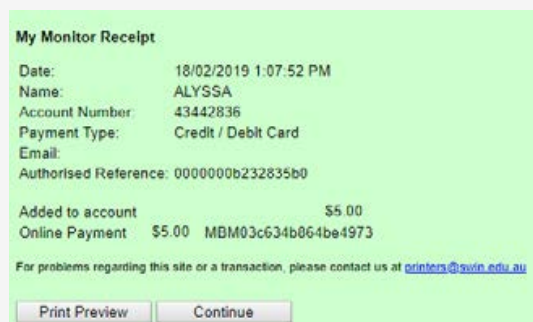 My Monitor Receipt
Date: 18/02/2019 1:07:52 PM
Name: ALYSSA
Account Number: 43442836
Payment Type: Credit / Debit Card
Email:
Authorised Reference: 0000000b232835b0
Added to account $5.00
Online Payment $5.00 MBM03c634b864be4973
For problems regarding this site or a transaction, please contact us at printers@swin.edu.au
Print Preview Continue